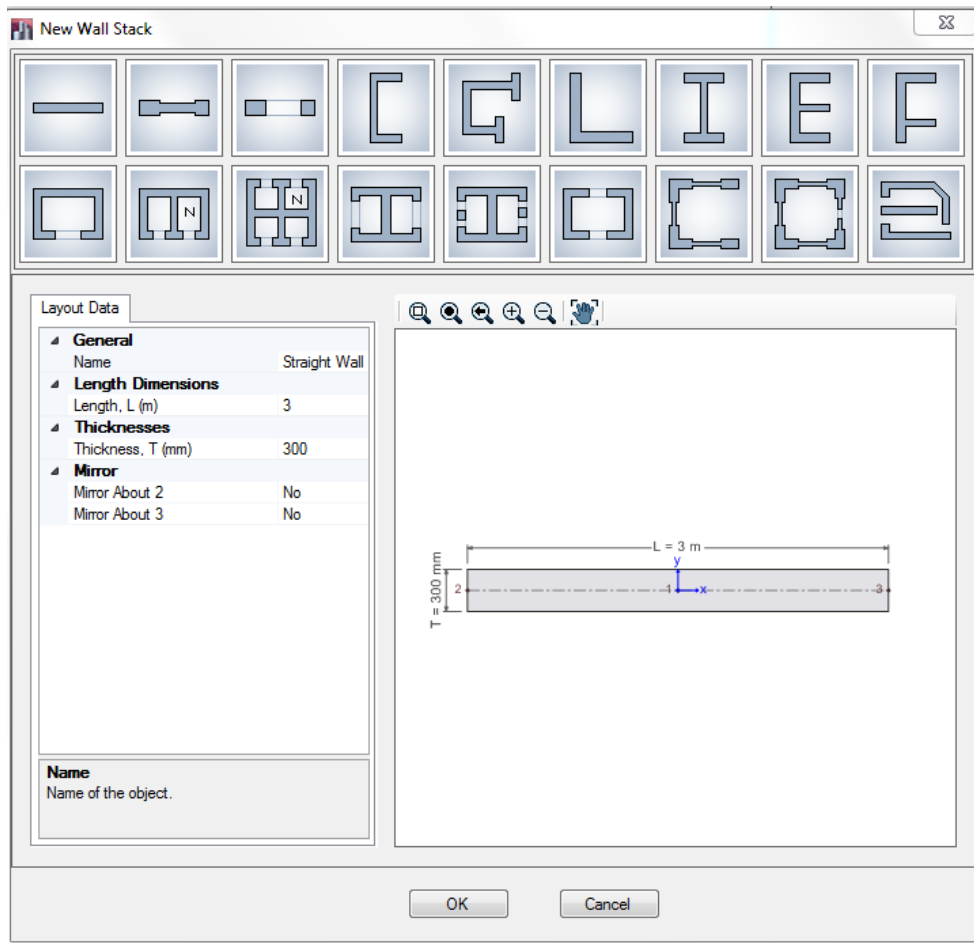 New Wall Stack
N
N
Layout Data
General
Name Straight Wall
Length Dimensions
Length, L (m) 3
Thicknesses
Thickness, T (mm) 300
Mirror
Mirror About 2 No
Mirror About 3 No
L = 3 m
T = 300 mm
y
2 1 x 3
Name
Name of the object.
OK Cancel